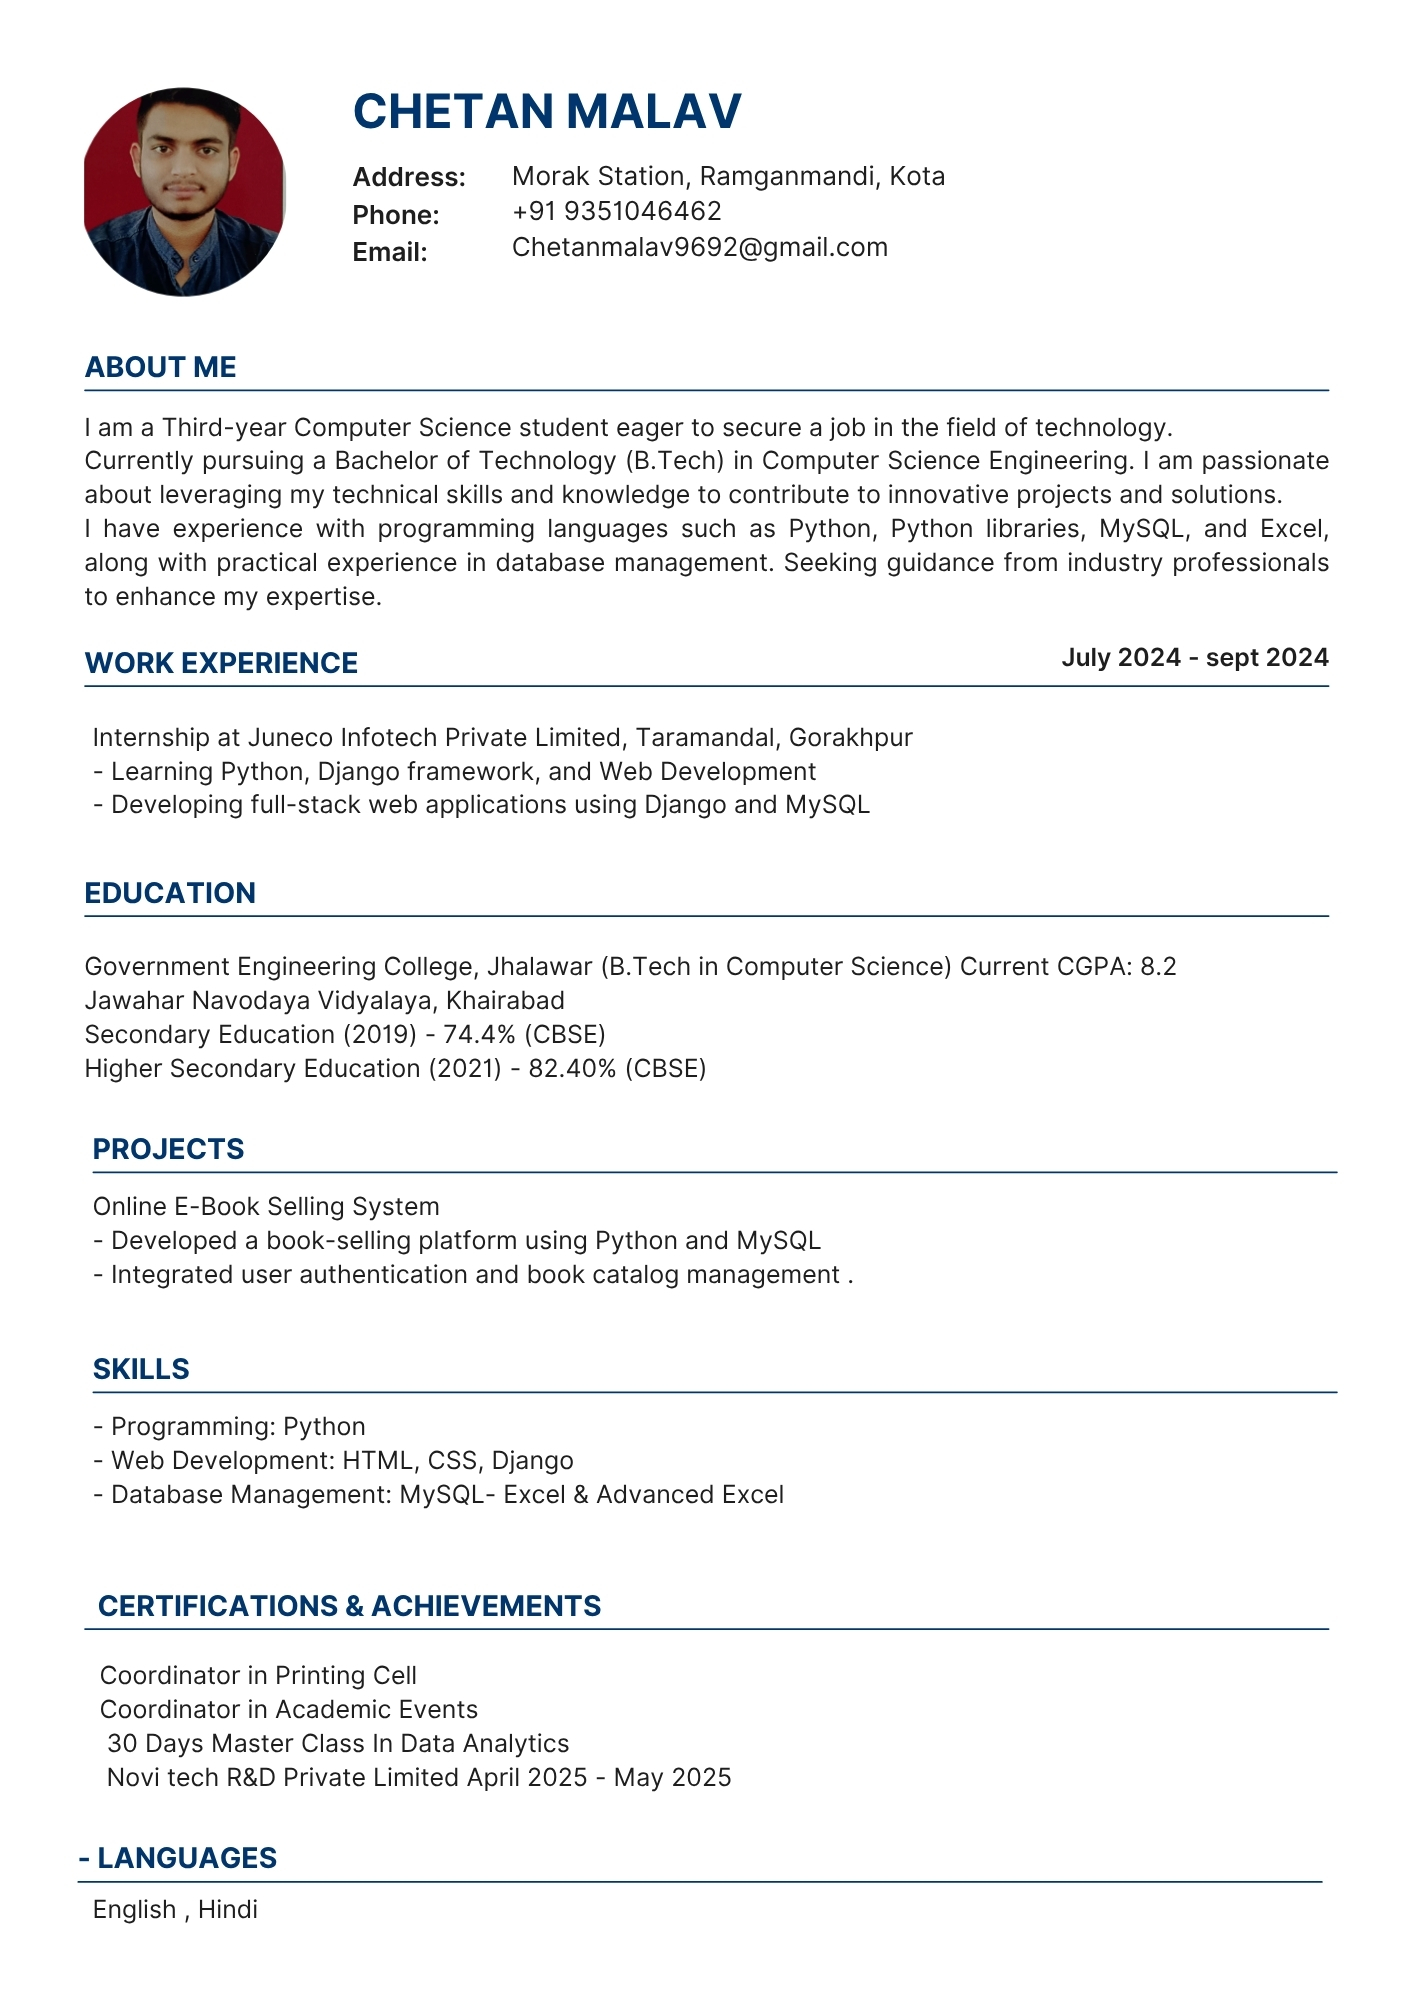 CHETAN MALAV
Address: Morak Station, Ramganmandi, Kota
Phone: +91 9351046462
Email: Chetanmalav9692@gmail.com
ABOUT ME
I am a Third-year Computer Science student eager to secure a job in the field of technology.
Currently pursuing a Bachelor of Technology (B.Tech) in Computer Science Engineering. I am passionate
about leveraging my technical skills and knowledge to contribute to innovative projects and solutions.
I have experience with programming languages such as Python, Python libraries, MySQL, and Excel,
along with practical experience in database management. Seeking guidance from industry professionals
to enhance my expertise.
WORK EXPERIENCE July 2024 - sept 2024
Internship at Juneco Infotech Private Limited, Taramandal, Gorakhpur
- Learning Python, Django framework, and Web Development
- Developing full-stack web applications using Django and MySQL
EDUCATION
Government Engineering College, Jhalawar (B.Tech in Computer Science) Current CGPA: 8.2
Jawahar Navodaya Vidyalaya, Khairabad
Secondary Education (2019) - 74.4% (CBSE)
Higher Secondary Education (2021) - 82.40% (CBSE)
PROJECTS
Online E-Book Selling System
- Developed a book-selling platform using Python and MySQL
- Integrated user authentication and book catalog management .
SKILLS
- Programming: Python
- Web Development: HTML, CSS, Django
- Database Management: MySQL- Excel & Advanced Excel
CERTIFICATIONS & ACHIEVEMENTS
Coordinator in Printing Cell
Coordinator in Academic Events
30 Days Master Class In Data Analytics
Novi tech R&D Private Limited April 2025 - May 2025
- LANGUAGES
English , Hindi